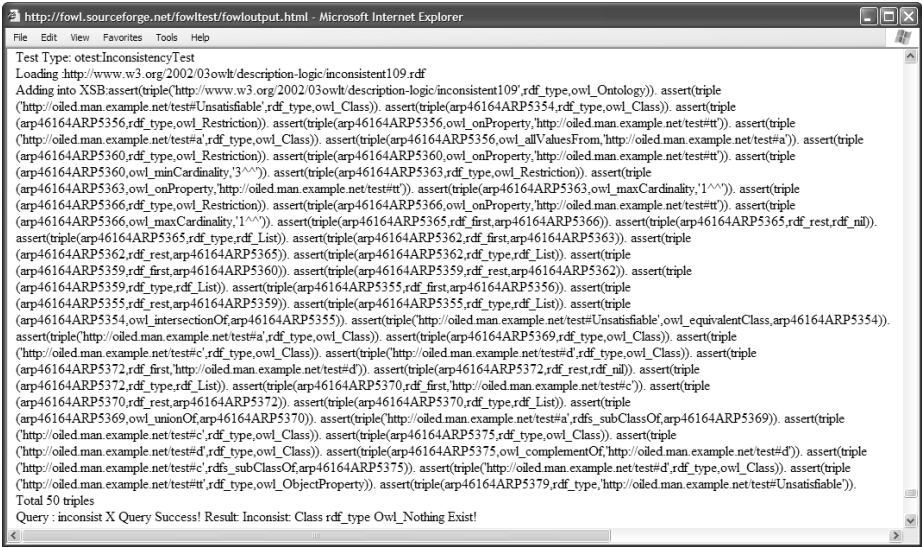 http://fowl.sourceforge.net/fowltest/fowloutput.html - Microsoft Internet Explorer
File Edit View Favorites Tools Help
Test Type: otest:InconsistencyTest
Loading :http://www.w3.org/2002/03owlt/description-logic/inconsistent109.rdf
Adding into XSB:assert(triple('http://www.w3.org/2002/03owlt/description-logic/inconsistent109',rdf_type,owl_Ontology)). assert(triple
('http://oiled.man.example.net/test#Unsatisfiable',rdf_type,owl_Class)). assert(triple(arp46164ARP5354,rdf_type,owl_Class)). assert(triple
(arp46164ARP5356,rdf_type,owl_Restriction)). assert(triple(arp46164ARP5356,owl_onProperty,'http://oiled.man.example.net/test#tt')). assert(triple
('http://oiled.man.example.net/test#a',rdf_type,owl_Class)). assert(triple(arp46164ARP5356,owl_allValuesFrom,'http://oiled.man.example.net/test#a')). assert(triple
(arp46164ARP5360,rdf_type,owl_Restriction)). assert(triple(arp46164ARP5360,owl_onProperty,'http://oiled.man.example.net/test#tt')). assert(triple
(arp46164ARP5360,owl_minCardinality,'3^^')). assert(triple(arp46164ARP5363,rdf_type,owl_Restriction)). assert(triple
(arp46164ARP5363,owl_onProperty,'http://oiled.man.example.net/test#tt')). assert(triple(arp46164ARP5363,owl_maxCardinality,'1^^')). assert(triple
(arp46164ARP5366,rdf_type,owl_Restriction)). assert(triple(arp46164ARP5366,owl_onProperty,'http://oiled.man.example.net/test#tt')). assert(triple
(arp46164ARP5366,owl_maxCardinality,'1^^')). assert(triple(arp46164ARP5365,rdf_first,arp46164ARP5366)). assert(triple(arp46164ARP5365,rdf_rest,rdf_nil)).
assert(triple(arp46164ARP5365,rdf_type,rdf_List)). assert(triple(arp46164ARP5362,rdf_first,arp46164ARP5363)). assert(triple
(arp46164ARP5362,rdf_rest,arp46164ARP5365)). assert(triple(arp46164ARP5362,rdf_type,rdf_List)). assert(triple
(arp46164ARP5359,rdf_first,arp46164ARP5360)). assert(triple(arp46164ARP5359,rdf_rest,arp46164ARP5362)). assert(triple
(arp46164ARP5359,rdf_type,rdf_List)). assert(triple(arp46164ARP5355,rdf_first,arp46164ARP5356)). assert(triple
(arp46164ARP5355,rdf_rest,arp46164ARP5359)). assert(triple(arp46164ARP5355,rdf_type,rdf_List)). assert(triple
(arp46164ARP5354,owl_intersectionOf,arp46164ARP5355)). assert(triple('http://oiled.man.example.net/test#Unsatisfiable',owl_equivalentClass,arp46164ARP5354)).
assert(triple('http://oiled.man.example.net/test#a',rdf_type,owl_Class)). assert(triple(arp46164ARP5369,rdf_type,owl_Class)). assert(triple
('http://oiled.man.example.net/test#c',rdf_type,owl_Class)). assert(triple('http://oiled.man.example.net/test#d',rdf_type,owl_Class)). assert(triple
(arp46164ARP5372,rdf_first,'http://oiled.man.example.net/test#d')). assert(triple(arp46164ARP5372,rdf_rest,rdf_nil)). assert(triple
(arp46164ARP5372,rdf_type,rdf_List)). assert(triple(arp46164ARP5370,rdf_first,'http://oiled.man.example.net/test#c')). assert(triple
(arp46164ARP5370,rdf_rest,arp46164ARP5372)). assert(triple(arp46164ARP5370,rdf_type,rdf_List)). assert(triple
(arp46164ARP5369,owl_unionOf,arp46164ARP5370)). assert(triple('http://oiled.man.example.net/test#a',rdfs_subClassOf,arp46164ARP5369)). assert(triple
('http://oiled.man.example.net/test#c',rdf_type,owl_Class)). assert(triple(arp46164ARP5375,rdf_type,owl_Class)). assert(triple
('http://oiled.man.example.net/test#d',rdf_type,owl_Class)). assert(triple(arp46164ARP5375,owl_complementOf,'http://oiled.man.example.net/test#d')). assert(triple
('http://oiled.man.example.net/test#c',rdfs_subClassOf,arp46164ARP5375)). assert(triple('http://oiled.man.example.net/test#d',rdf_type,owl_Class)). assert(triple
('http://oiled.man.example.net/test#tt',rdf_type,owl_ObjectProperty)). assert(triple(arp46164ARP5379,rdf_type,'http://oiled.man.example.net/test#Unsatisfiable')).
Total 50 triples
Query : inconsist X Query Success! Result: Inconsist: Class rdf_type Owl_Nothing Exist!